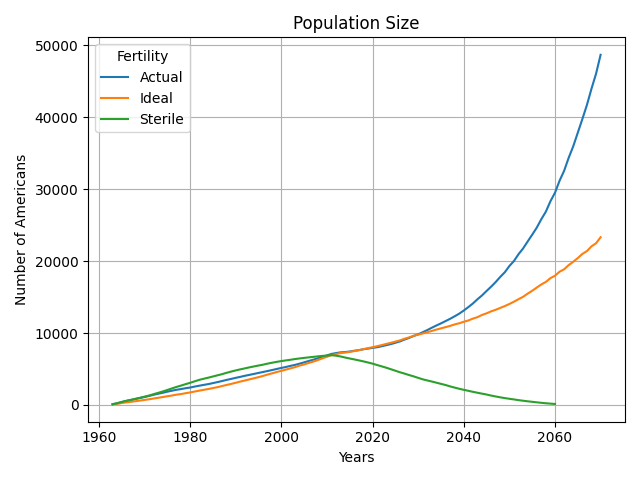 Population Size
Fertility
Actual
Ideal
Sterile
Number of Americans
50000
40000
30000
20000
10000
0
1960 1980 2000 2020 2040 2060
Years